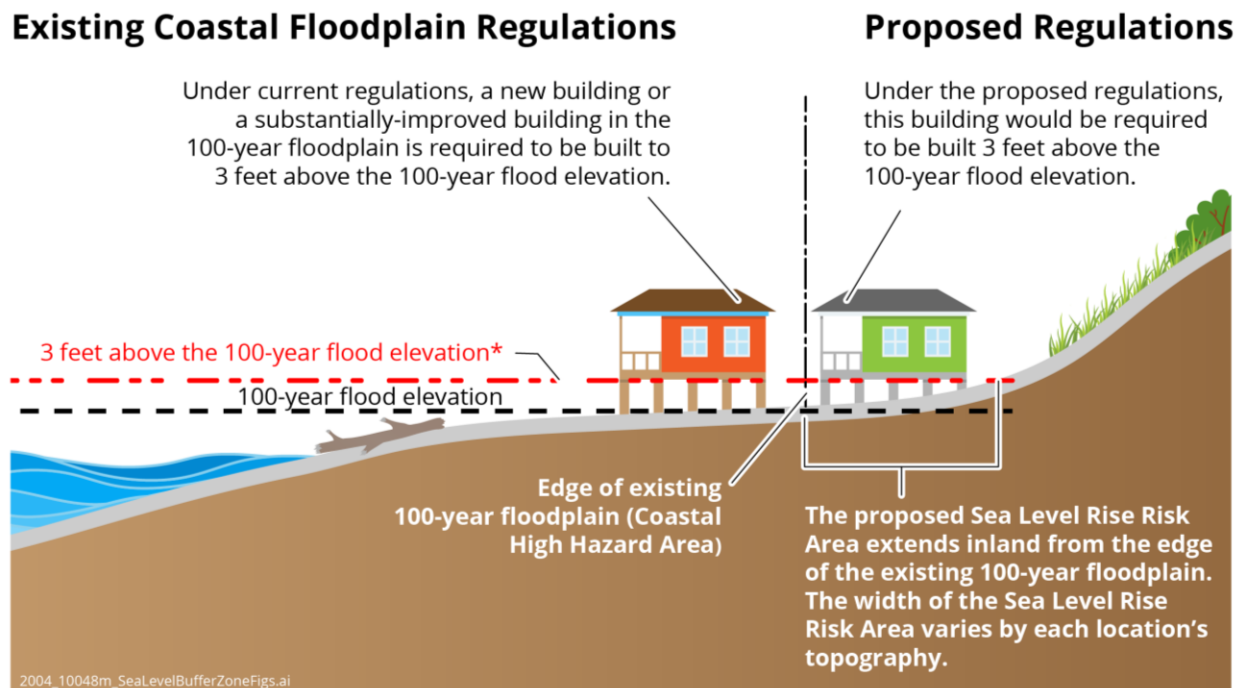 Existing Coastal Floodplain Regulations
Proposed Regulations
Under current regulations, a new building or
a substantially-improved building in the
100-year floodplain is required to be built to
3 feet above the 100-year flood elevation.
Under the proposed regulations,
this building would be required
to be built 3 feet above the
100-year flood elevation.
3 feet above the 100-year flood elevation*
100-year flood elevation
Edge of existing
100-year floodplain (Coastal
High Hazard Area)
The proposed Sea Level Rise Risk
Area extends inland from the edge
of the existing 100-year floodplain.
The width of the Sea Level Rise
Risk Area varies by each location's
topography.
2004_10048m_SeaLevelBufferZoneFigs.ai